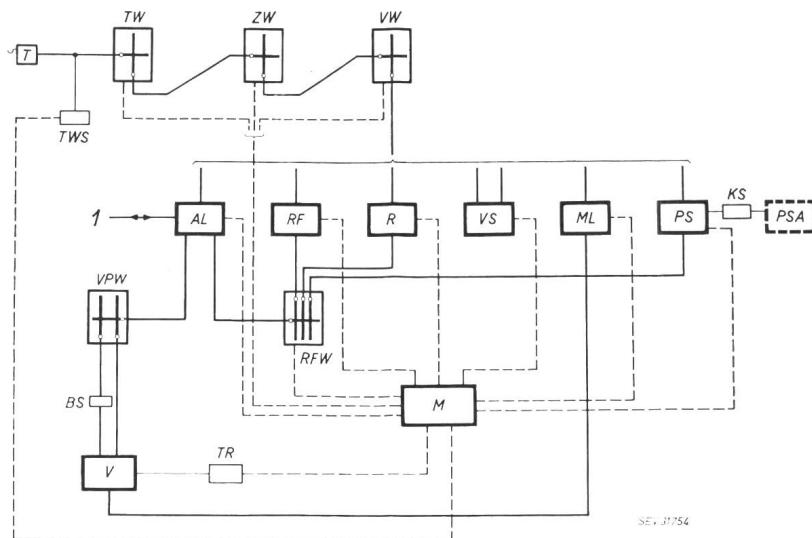 TW ZW VW
T
TWS
KS
1 AL RF R VS ML PS PSA
VPW
RFW
BS M
TR
V
SEV 31754